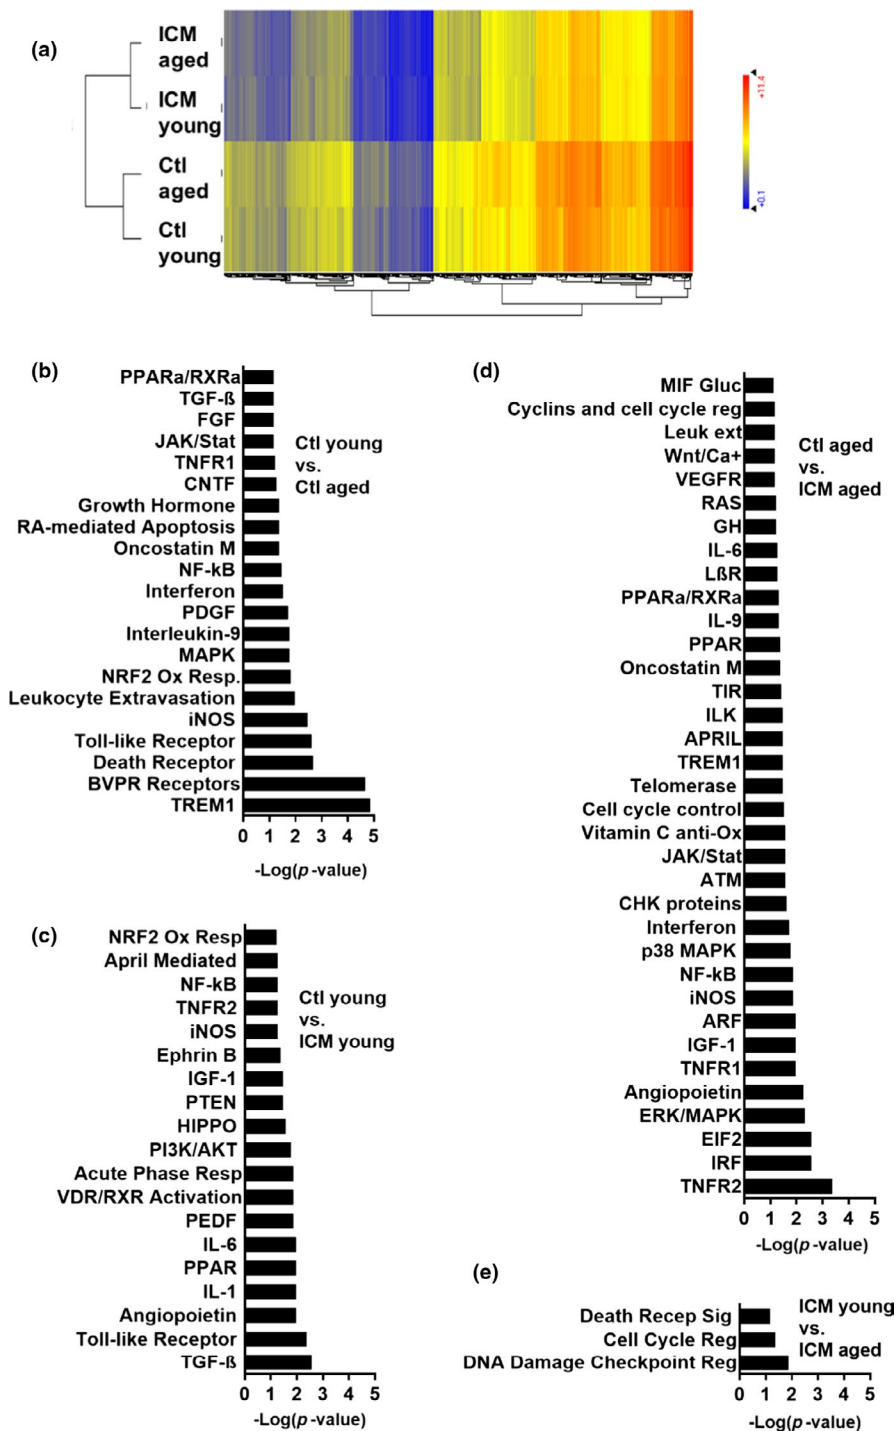 (a)
ICM
aged
ICM
young
Ctl
aged
Ctl
young
+11.4
+0.1
(b)
PPARa/RXRa
TGF-ß
FGF
JAK/Stat
TNFR1
CNTF
Growth Hormone
RA-mediated Apoptosis
Oncostatin M
NF-kB
Interferon
PDGF
Interleukin-9
MAPK
NRF2 Ox Resp.
Leukocyte Extravasation
iNOS
Toll-like Receptor
Death Receptor
BVPR Receptors
TREM1
Ctl young
vs.
Ctl aged
0 1 2 3 4 5
-Log(p-value)
(c)
NRF2 Ox Resp
April Mediated
NF-kB
TNFR2
iNOS
Ephrin B
IGF-1
PTEN
HIPPO
PI3K/AKT
Acute Phase Resp
VDR/RXR Activation
PEDF
IL-6
PPAR
IL-1
Angiopoietin
Toll-like Receptor
TGF-ß
Ctl young
vs.
ICM young
0 1 2 3 4 5
-Log(p-value)
(d)
MIF Gluc
Cyclins and cell cycle reg
Leuk ext
Wnt/Ca+
VEGFR
RAS
GH
IL-6
LßR
PPARa/RXRa
IL-9
PPAR
Oncostatin M
TIR
ILK
APRIL
TREM1
Telomerase
Cell cycle control
Vitamin C anti-Ox
JAK/Stat
ATM
CHK proteins
Interferon
p38 MAPK
NF-kB
iNOS
ARF
IGF-1
TNFR1
Angiopoietin
ERK/MAPK
EIF2
IRF
TNFR2
Ctl aged
vs.
ICM aged
0 1 2 3 4 5
-Log(p-value)
(e)
Death Recep Sig
Cell Cycle Reg
DNA Damage Checkpoint Reg
ICM young
vs.
ICM aged
0 1 2 3 4 5
-Log(p-value)